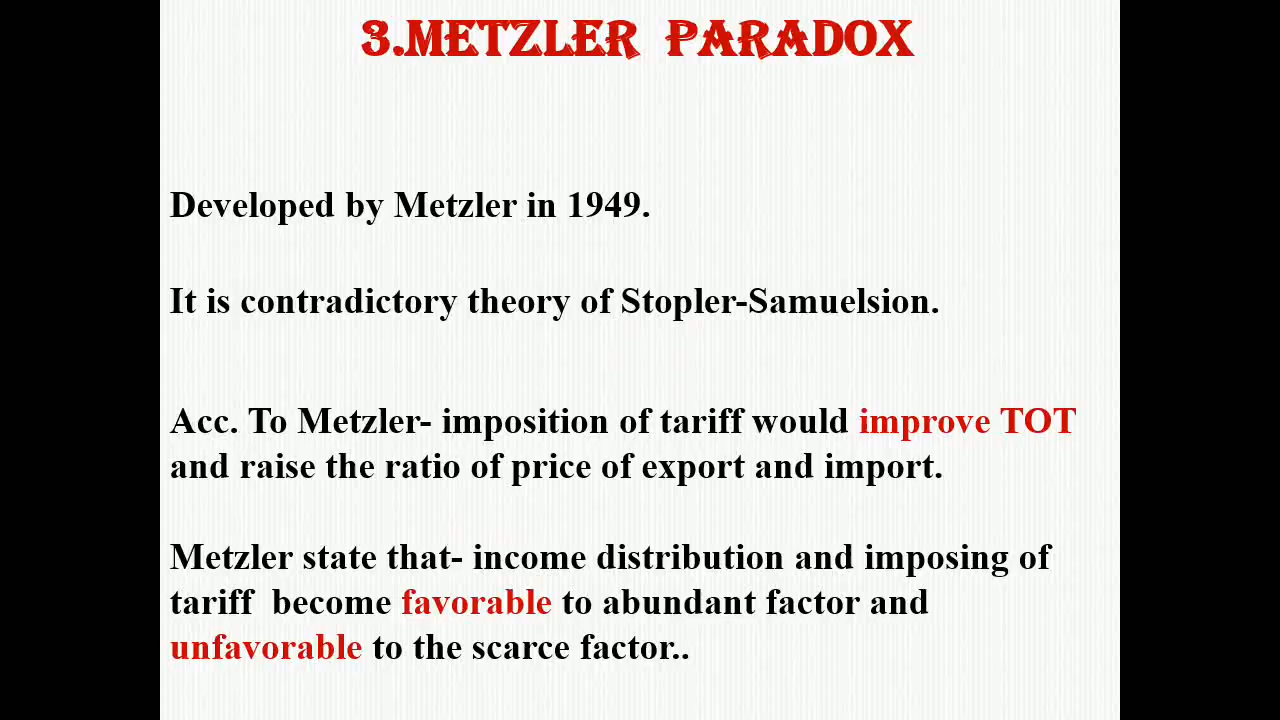 3.METZLER PARADOX
Developed by Metzler in 1949.
It is contradictory theory of Stopler-Samuelsion.
Acc. To Metzler- imposition of tariff would improve TOT
and raise the ratio of price of export and import.
Metzler state that- income distribution and imposing of
tariff  become favorable to abundant factor and
unfavorable to the scarce factor..